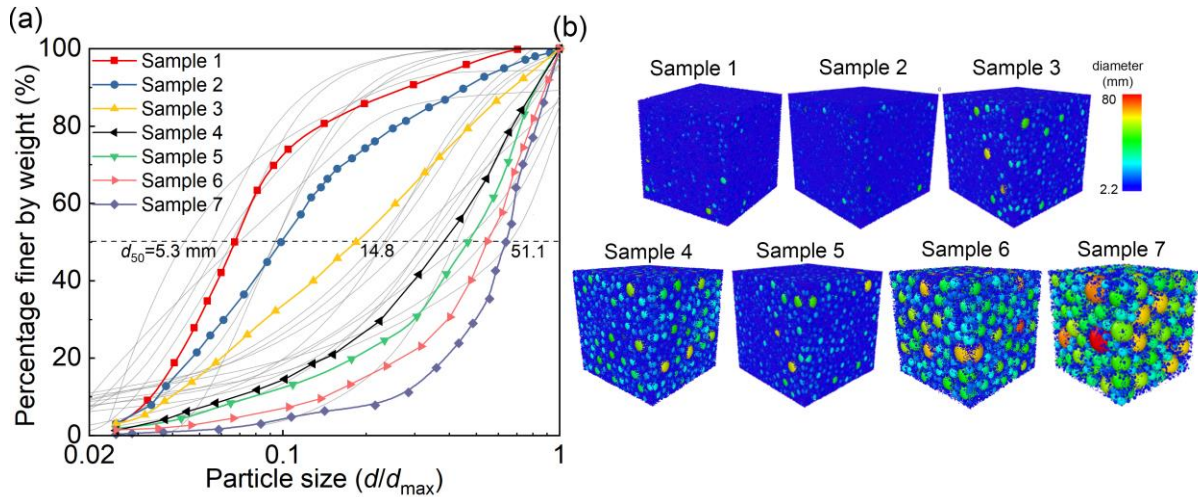 (a)
Percentage finer by weight (%)
100
80
60
40
20
0
Sample 1
Sample 2
Sample 3
Sample 4
Sample 5
Sample 6
Sample 7
d50=5.3 mm
14.8
51.1
0.02
0.1
1
Particle size (d/dmax)
(b)
Sample 1
Sample 2
Sample 3
diameter
(mm)
80
2.2
Sample 4
Sample 5
Sample 6
Sample 7